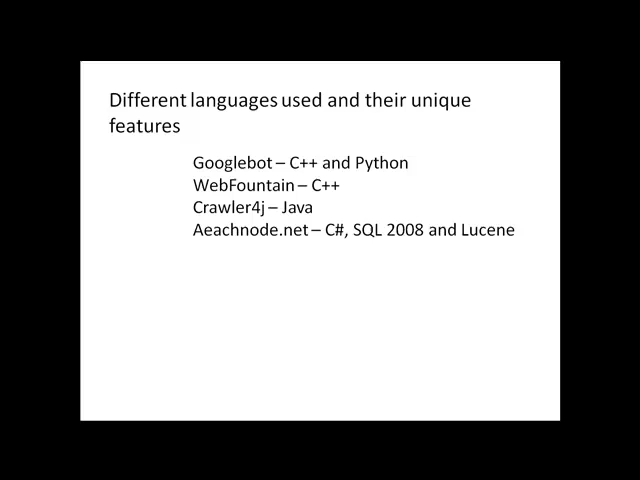 Different languages used and their unique
features
Googlebot – C++ and Python
WebFountain – C++
Crawler4j – Java
Aeachnode.net – C#, SQL 2008 and Lucene